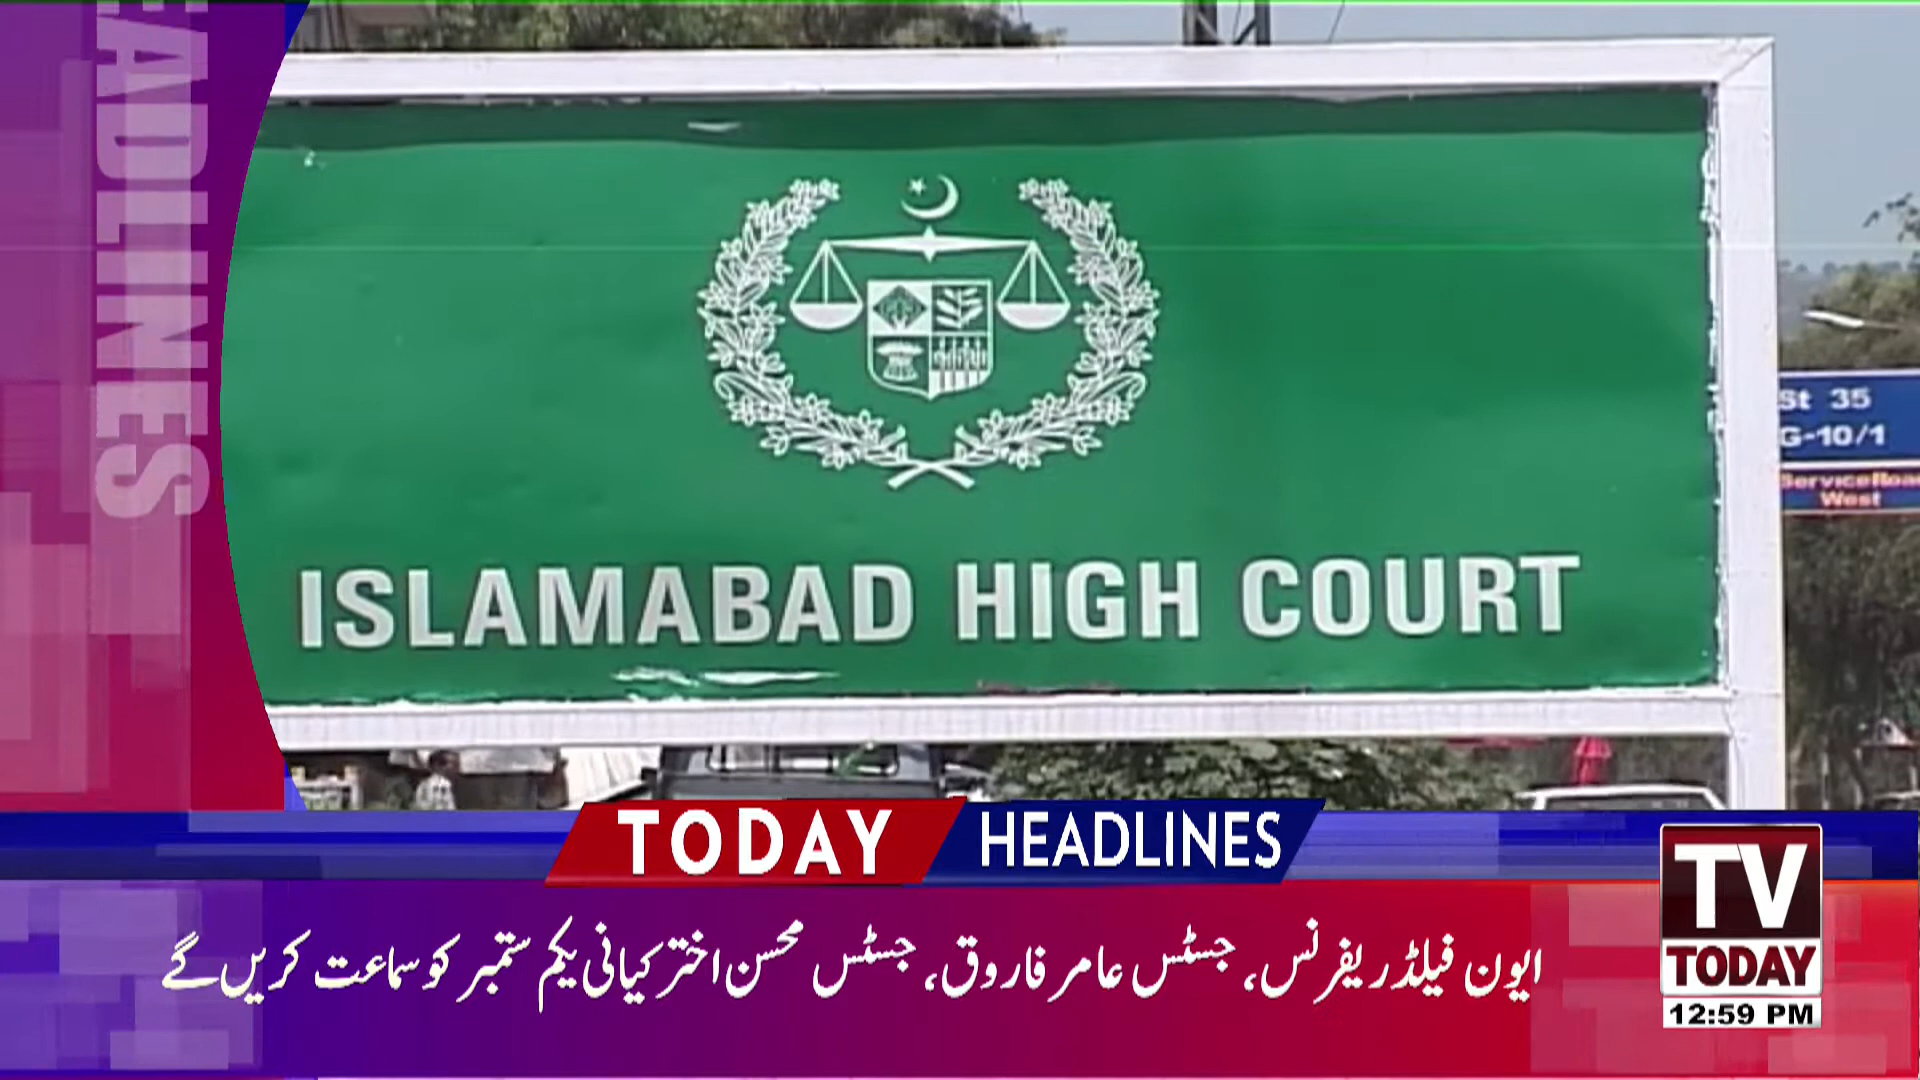 HEADLINES
ISLAMABAD HIGH COURT
St 35
G-10/1
ServiceRoad
West
TODAY HEADLINES
ایون فیلڈ ریفرنس، جسٹس عامر فاروق، جسٹس محسن اختر کیانی یکم ستمبر کو سماعت کریں گے
TV
TODAY
12:59 PM